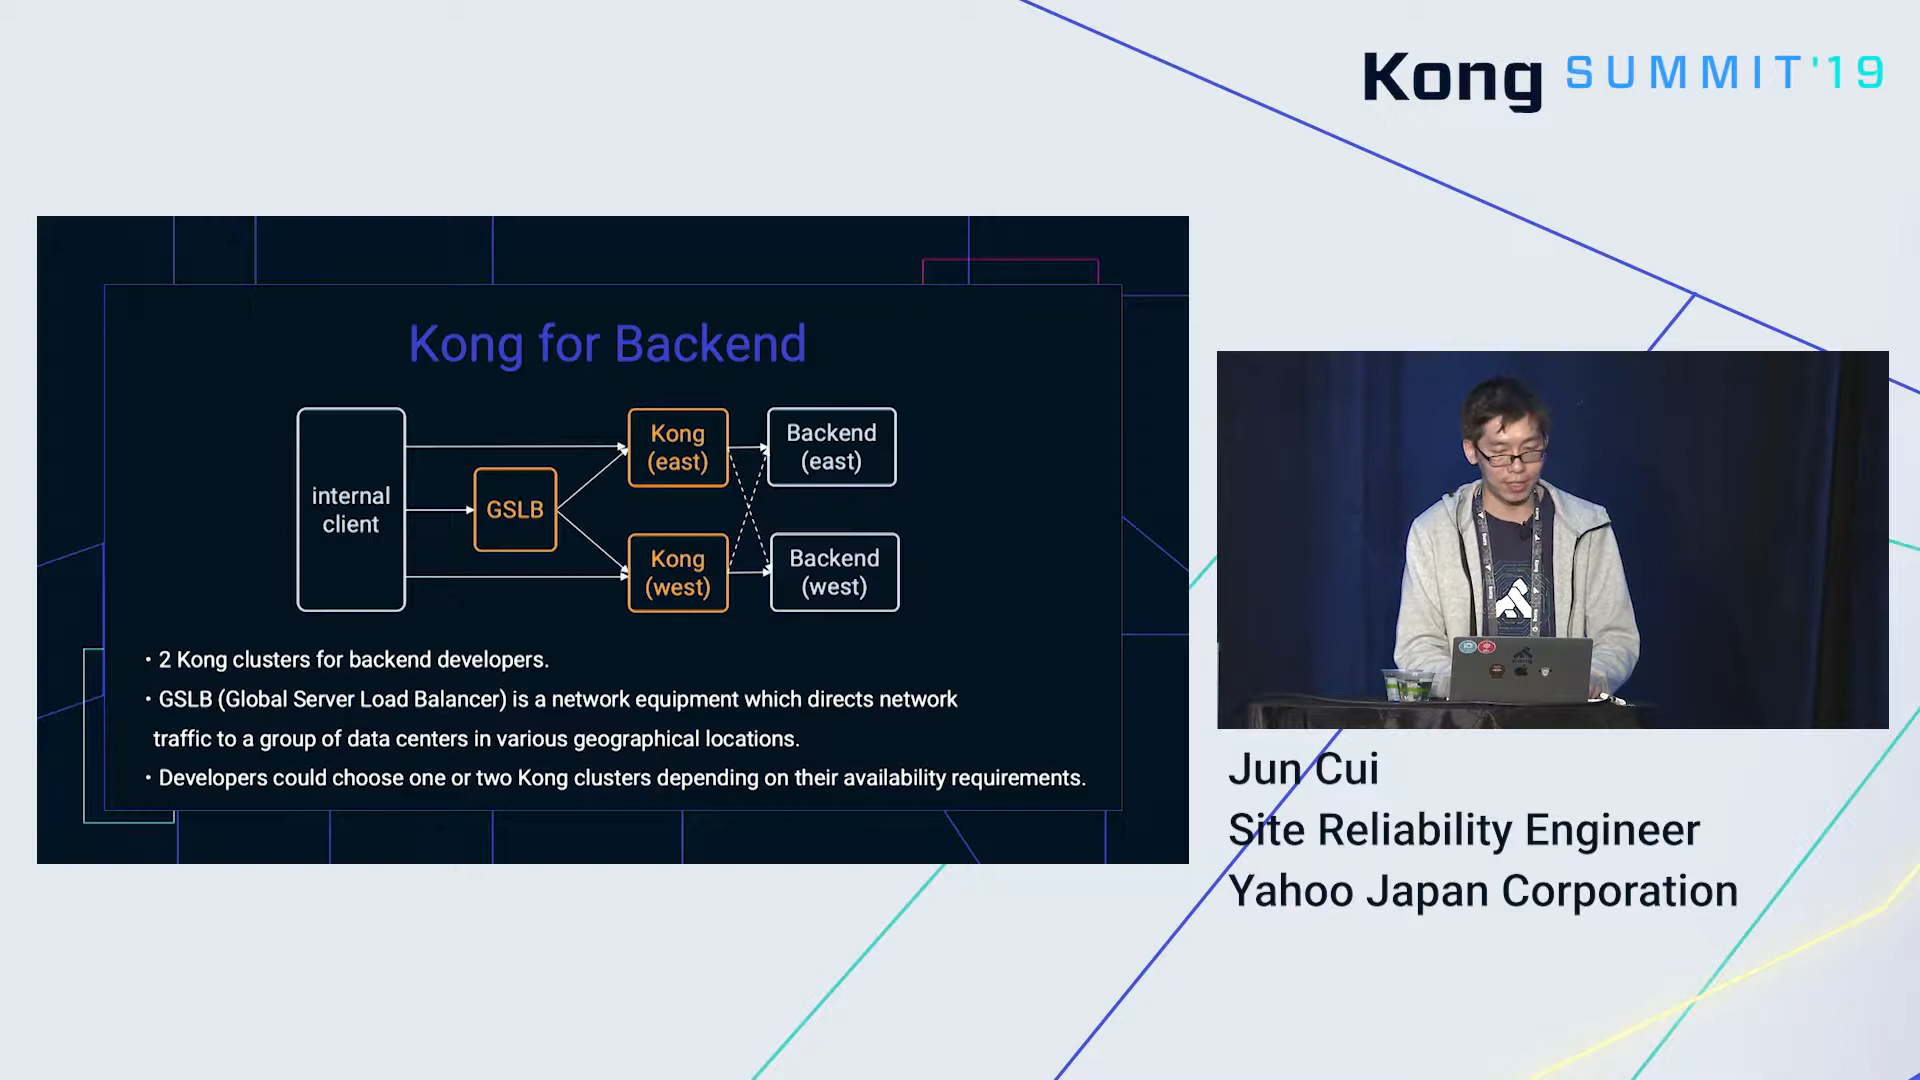 Kong SUMMIT'19
Kong for Backend
internal
client
GSLB
Kong
(east)
Backend
(east)
Kong
(west)
Backend
(west)
・2 Kong clusters for backend developers.
・GSLB (Global Server Load Balancer) is a network equipment which directs network
traffic to a group of data centers in various geographical locations.
・Developers could choose one or two Kong clusters depending on their availability requirements.
Jun Cui
Site Reliability Engineer
Yahoo Japan Corporation